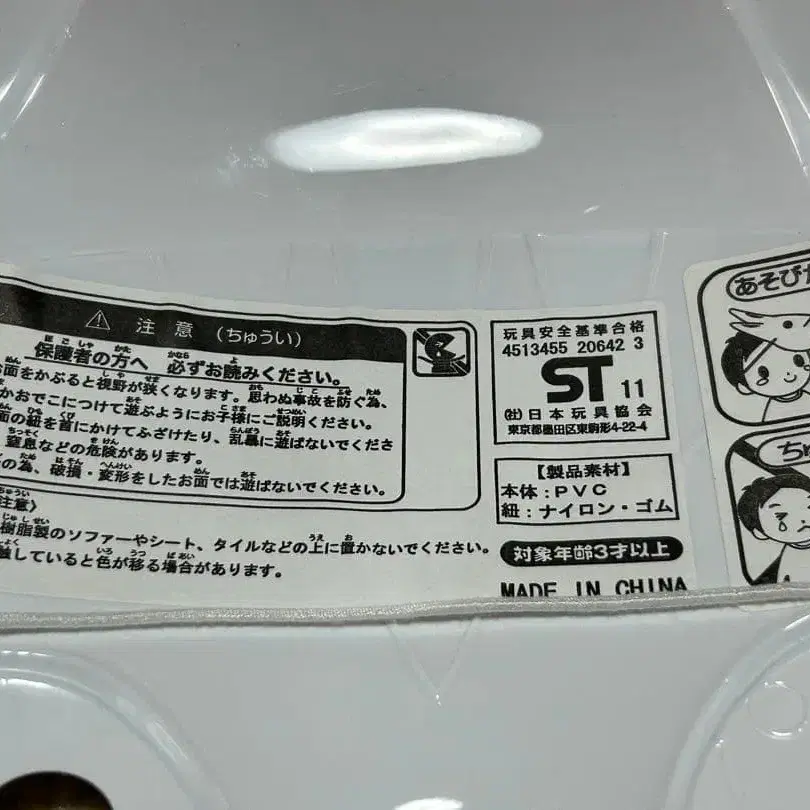 注意 (ちゅうい)
保護者の方へ 必ずお読みください。
お面をかぶると視野が狭くなります。思わぬ事故を防ぐ為、
かおでこにつけて遊ぶようにお子様にご説明ください。
面の紐を首にかけてふざけたり、乱暴に遊ばないでくださ
窒息などの危険があります。
の為、破損・変形をしたお面では遊ばないでください。
注意〉
樹脂製のソファーやシート、タイルなどの上に置かないでください。
触していると色が移る場合があります。
玩具安全基準合格
4513455 20642 3
ST 11
(社)日本玩具協会
東京都墨田区東駒形4-22-4
【製品素材】
本体:PVC
紐:ナイロン・ゴム
対象年齢3才以上
MADE IN CHINA
あそびか
ちゅ